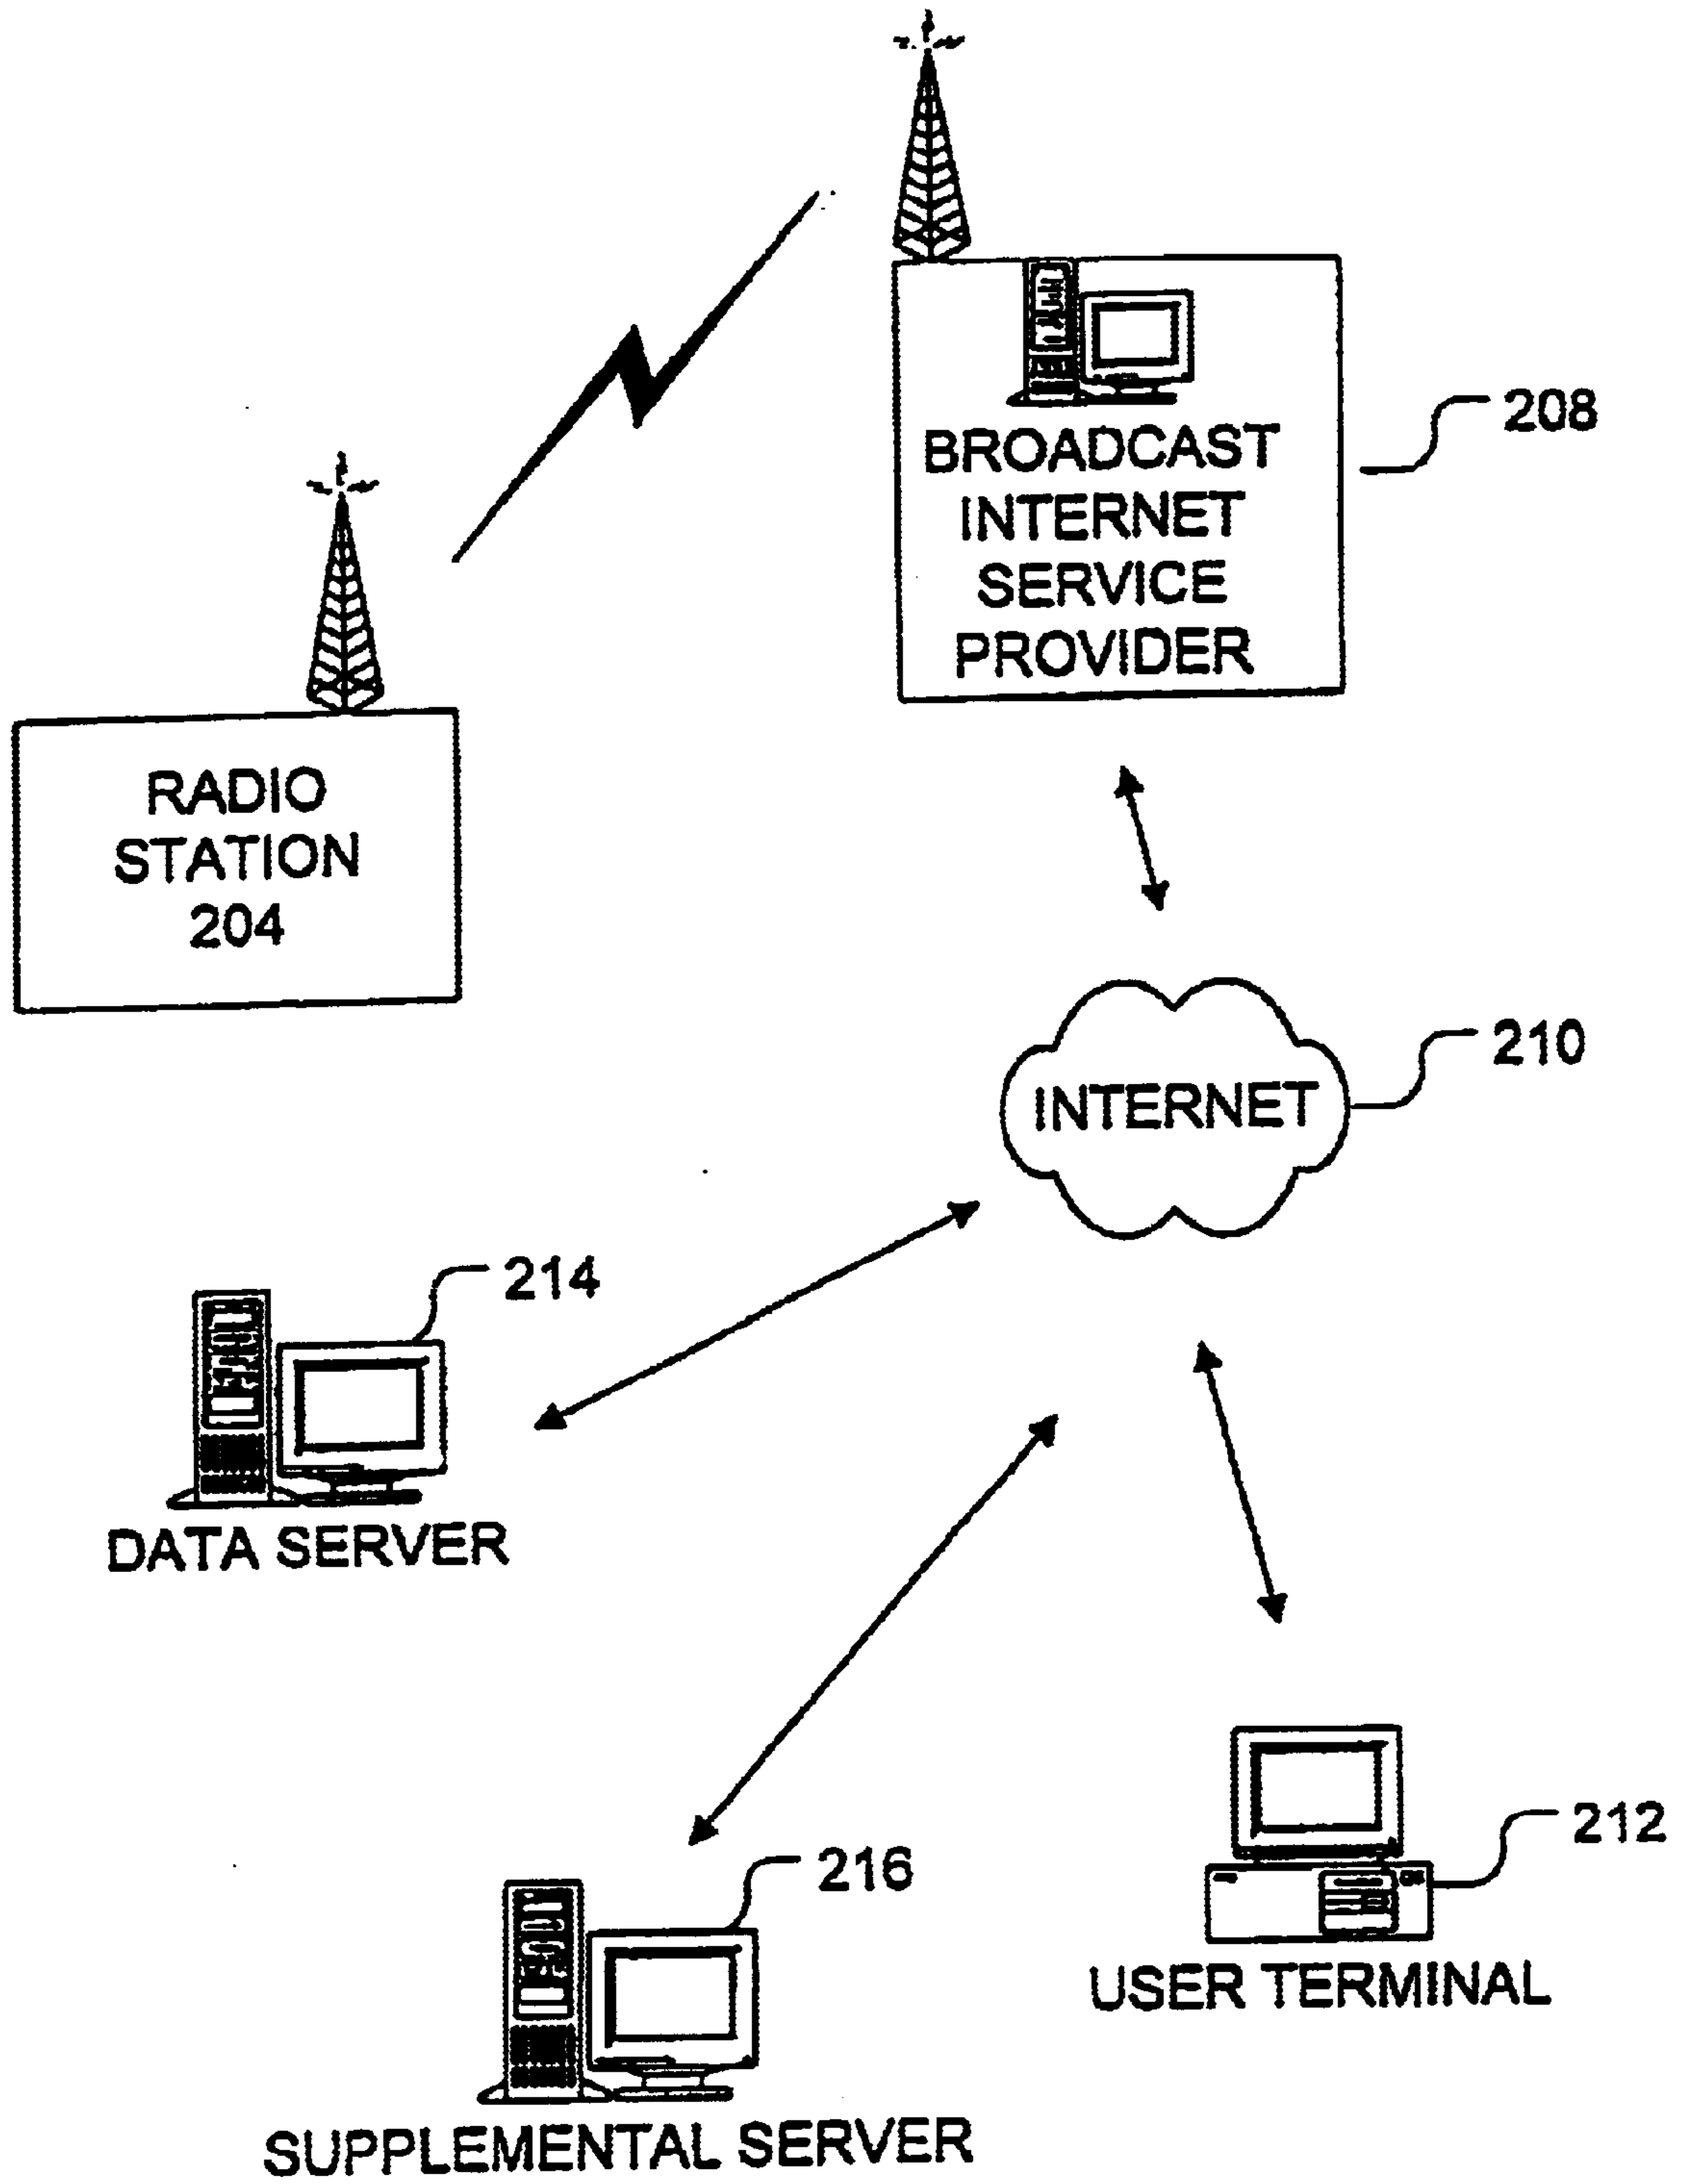 208
BROADCAST
INTERNET
SERVICE
PROVIDER
RADIO
STATION
204
210
INTERNET
214
DATA SERVER
212
USER TERMINAL
216
SUPPLEMENTAL SERVER